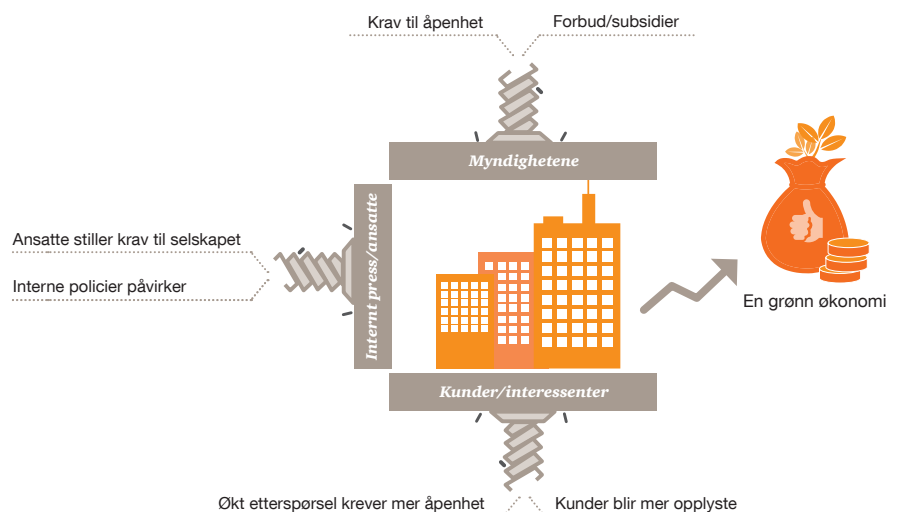 Krav til åpenhet
Forbud/subsidier
Myndighetene
Internt press/ansatte
Ansatte stiller krav til selskapet
Interne policier påvirker
En grønn økonomi
Kunder/interessenter
Økt etterspørsel krever mer åpenhet
Kunder blir mer opplyste